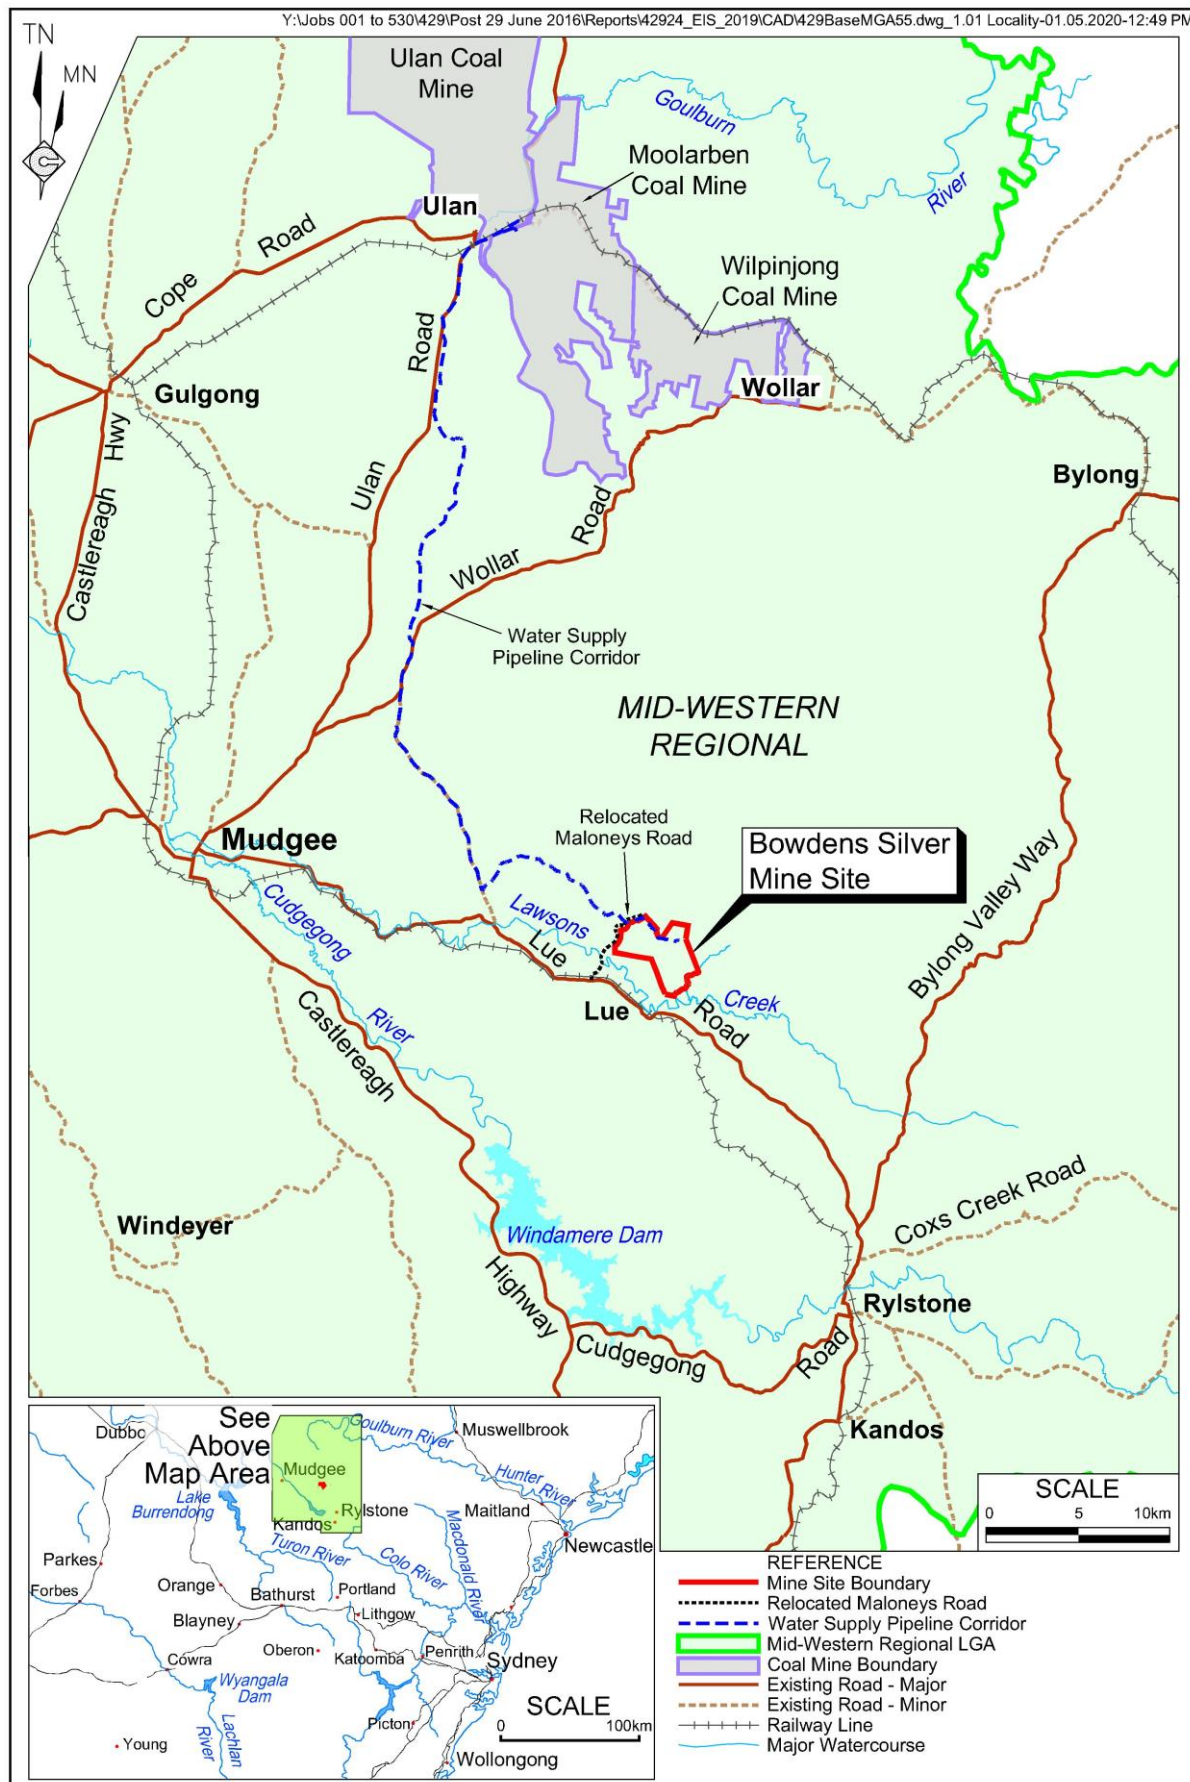 Y:\Jobs 001 to 530\429\Post 29 June 2016\Reports\42924_EIS_2019\CAD\429BaseMGA55.dwg_1.01 Locality-01.05.2020-12:49 PM
TN
MN
Ulan Coal
Mine
Goulburn
River
Moolarben
Coal Mine
Ulan
Cope
Road
Wilpinjong
Coal Mine
Road
Gulgong
Wollar
Castlereagh
Hwy
Ulan
Bylong
Wollar
Road
Water Supply
Pipeline Corridor
MID-WESTERN
REGIONAL
Relocated
Maloneys Road
Mudgee
Bowdens Silver
Mine Site
Bylong Valley Way
Cudgegong
River
Lawsons
Creek
Lue
Road
Lue
Castlereagh
Highway
Coxs Creek Road
Windeyer
Windamere Dam
Rylstone
Cudgegong
Road
Kandos
See
Above
Map Area
Dubbo
Goulburn River
Muswellbrook
Mudgee
Hunter
River
Lake
Burrendong
Rylstone
Maitland
Kandos
Macdonald River
Newcastle
Turon River
Colo River
Parkes
Forbes
Orange
Bathurst
Portland
Blayney
Lithgow
Oberon
Katoomba
Penrith
Cowra
Sydney
Wyangala
Dam
Lachlan
River
Picton
Young
Wollongong
SCALE
0
100km
SCALE
0
5
10km
REFERENCE
Mine Site Boundary
Relocated Maloneys Road
Water Supply Pipeline Corridor
Mid-Western Regional LGA
Coal Mine Boundary
Existing Road - Major
Existing Road - Minor
Railway Line
Major Watercourse